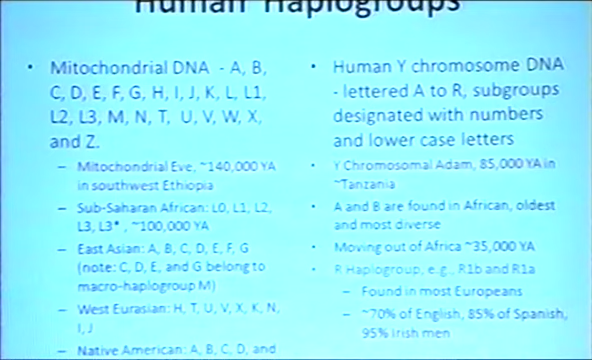 Human Haplogroups
• Mitochondrial DNA - A, B,
C, D, E, F, G, H, I, J, K, L, L1,
L2, L3, M, N, T, U, V, W, X,
and Z.
– Mitochondrial Eve, ~140,000 YA
in southwest Ethiopia
– Sub-Saharan African: L0, L1, L2,
L3, L3*, ~100,000 YA
– East Asian: A, B, C, D, E, F, G
(note: C, D, E, and G belong to
macro-haplogroup M)
– West Eurasian: H, T, U, V, X, K, N,
I, J
– Native American: A, B, C, D, and
• Human Y chromosome DNA
- lettered A to R, subgroups
designated with numbers
and lower case letters
• Y Chromosomal Adam, 85,000 YA in
~Tanzania
• A and B are found in African, oldest
and most diverse
• Moving out of Africa ~35,000 YA
• R Haplogroup, e.g., R1b and R1a
– Found in most Europeans
– ~70% of English, 85% of Spanish,
95% Irish men